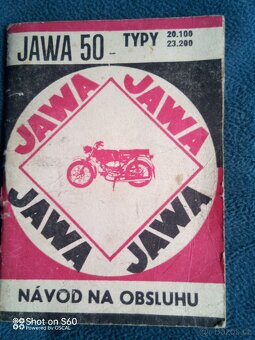 JAWA 50 - TYPY 20.100
23.200
JAWA JAWA
JAWA JAWA
NÁVOD NA OBSLUHU
Shot on S60
Powered by OSCAL